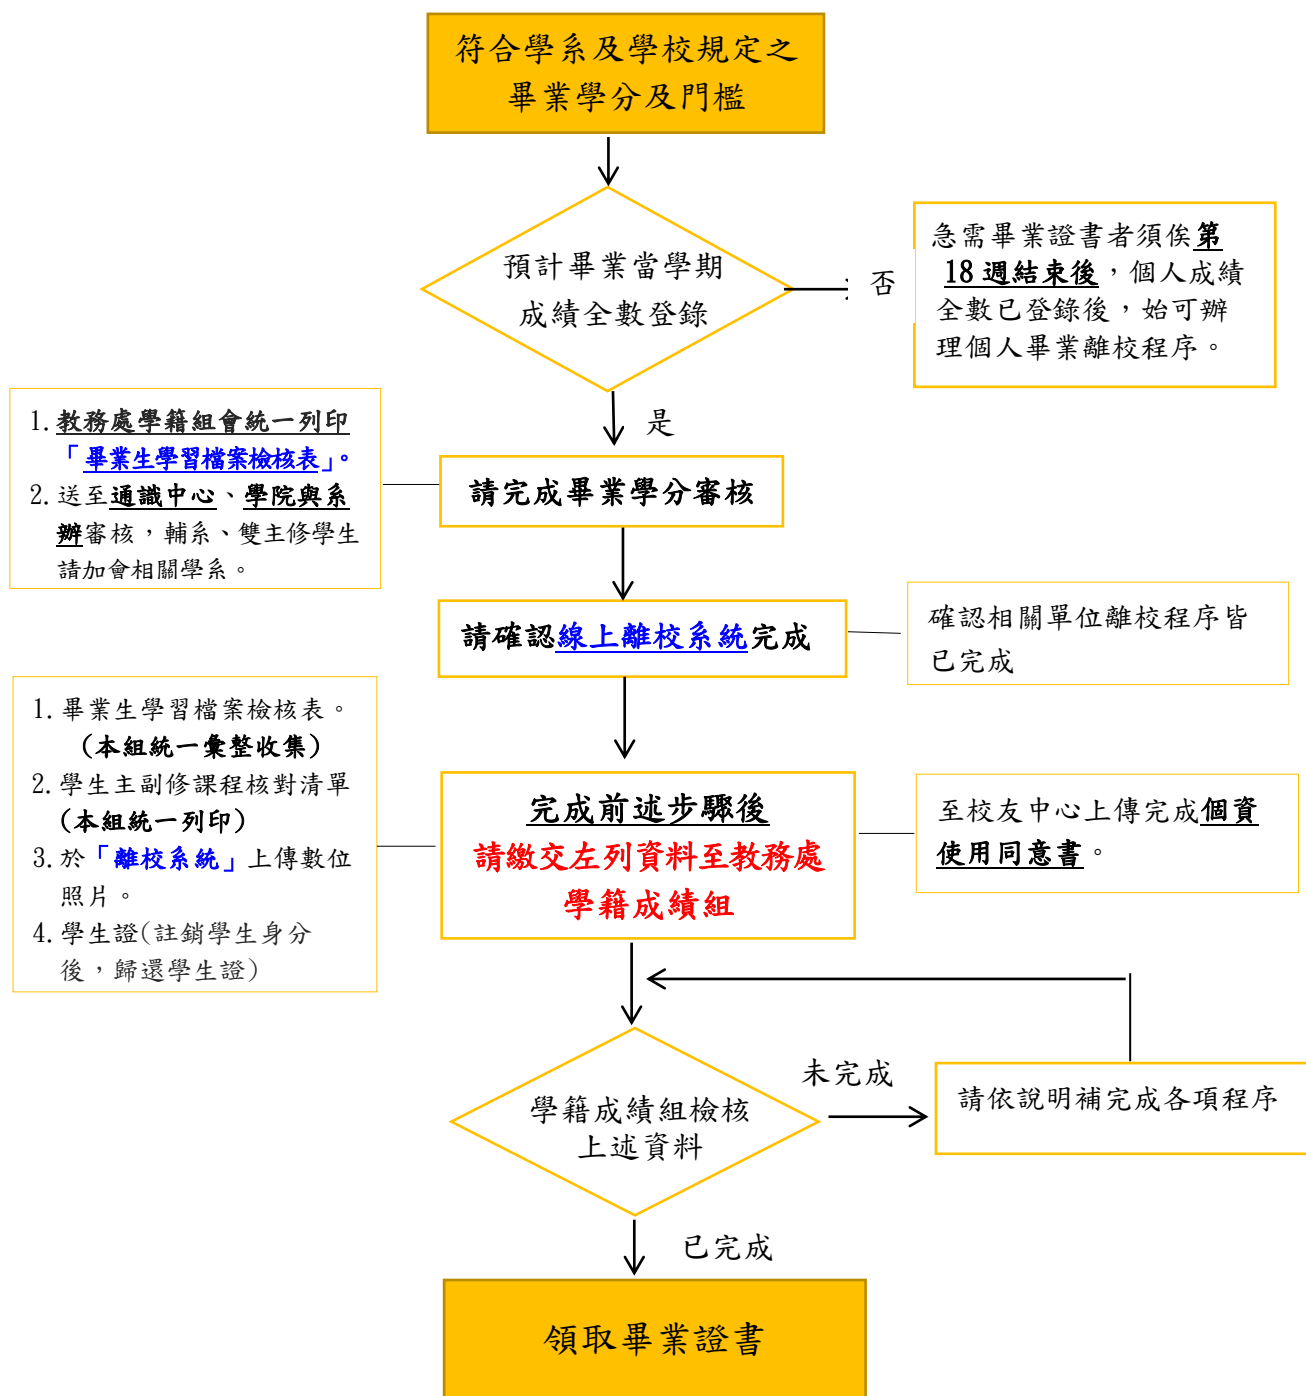 符合學系及學校規定之
畢業學分及門檻
預計畢業當學期
成績全數登錄
否
急需畢業證書者須俟第
18 週結束後，個人成績
全數已登錄後，始可辦
理個人畢業離校程序。
是
1. 教務處學籍組會統一列印
「畢業生學習檔案檢核表」。
2. 送至通識中心、學院與系
辦審核，輔系、雙主修學生
請加會相關學系。
請完成畢業學分審核
請確認線上離校系統完成
確認相關單位離校程序皆
已完成
1. 畢業生學習檔案檢核表。
(本組統一彙整收集)
2. 學生主副修課程核對清單
(本組統一列印)
3. 於「離校系統」上傳數位
照片。
4. 學生證(註銷學生身分
後，歸還學生證)
完成前述步驟後
請繳交左列資料至教務處
學籍成績組
至校友中心上傳完成個資
使用同意書。
學籍成績組檢核
上述資料
未完成
請依說明補完成各項程序
已完成
領取畢業證書